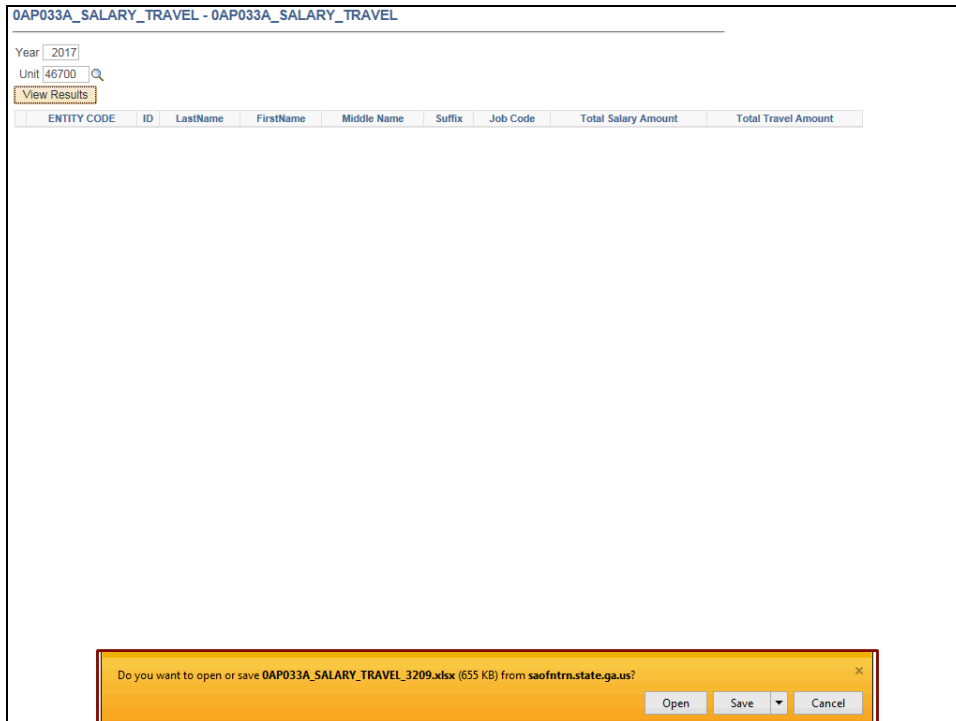 0AP033A_SALARY_TRAVEL - 0AP033A_SALARY_TRAVEL
Year 2017
Unit 46700
View Results
ENTITY CODE ID LastName FirstName Middle Name Suffix Job Code Total Salary Amount Total Travel Amount
Do you want to open or save 0AP033A_SALARY_TRAVEL_3209.xlsx (655 KB) from saofntrn.state.ga.us?
Open Save Cancel